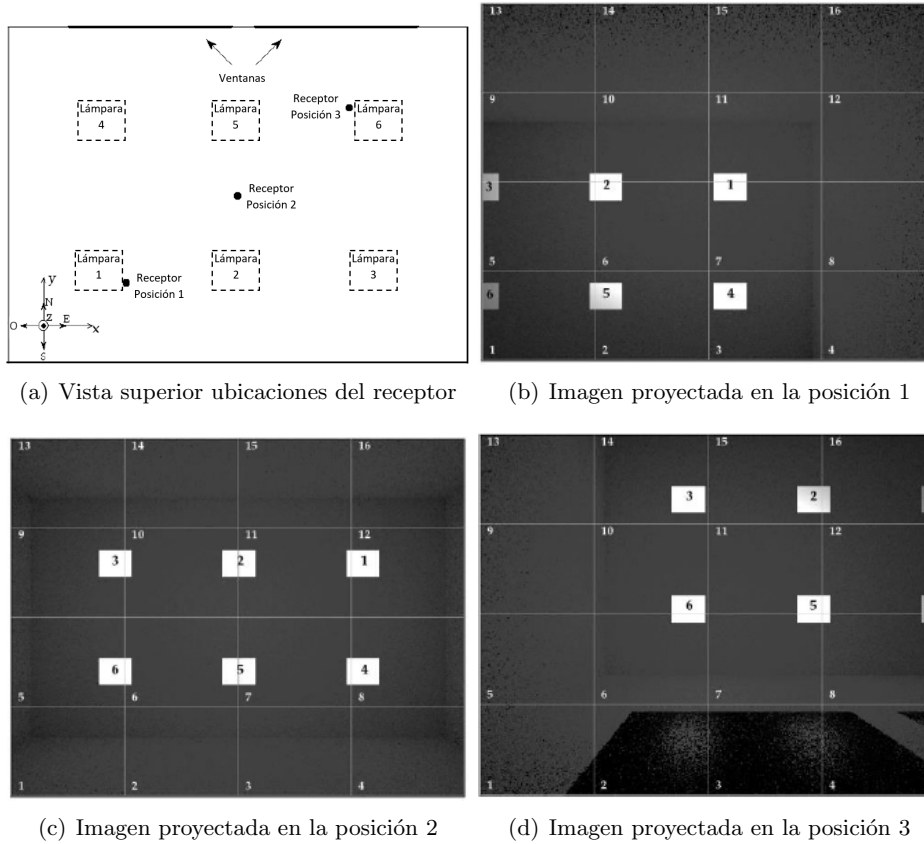 Ventanas
Lámpara
4
Lámpara
5
Receptor
Posición 3
Lámpara
6
Receptor
Posición 2
Lámpara
1
Receptor
Posición 1
Lámpara
2
Lámpara
3
y
N
O
Z
E
x
S
(a) Vista superior ubicaciones del receptor
13
14
15
16
9
10
11
12
3
2
1
5
6
7
8
6
5
4
1
2
3
4
(b) Imagen proyectada en la posición 1
13
14
15
16
9
10
11
12
3
2
1
6
5
4
5
6
7
8
1
2
3
4
(c) Imagen proyectada en la posición 2
13
14
15
16
3
2
9
10
11
12
6
5
5
6
7
8
1
2
3
4
(d) Imagen proyectada en la posición 3